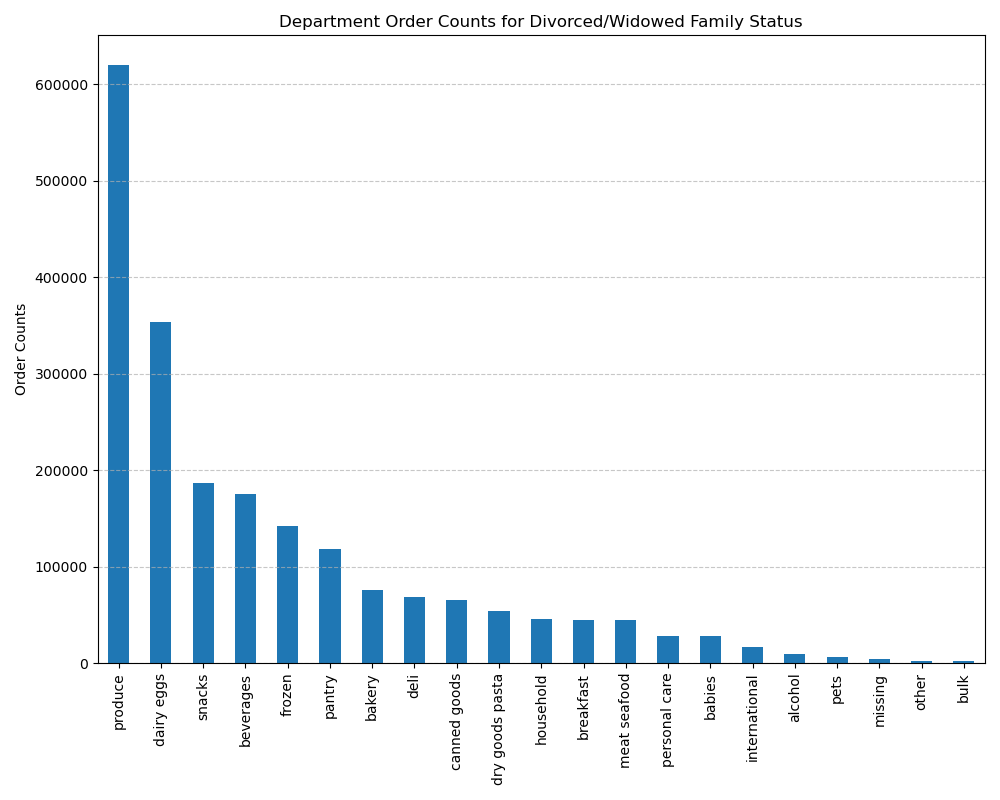 Department Order Counts for Divorced/Widowed Family Status
600000
500000
400000
300000
200000
100000
0
Order Counts
produce
dairy eggs
snacks
beverages
frozen
pantry
bakery
deli
canned goods
dry goods pasta
household
breakfast
meat seafood
personal care
babies
international
alcohol
pets
missing
other
bulk